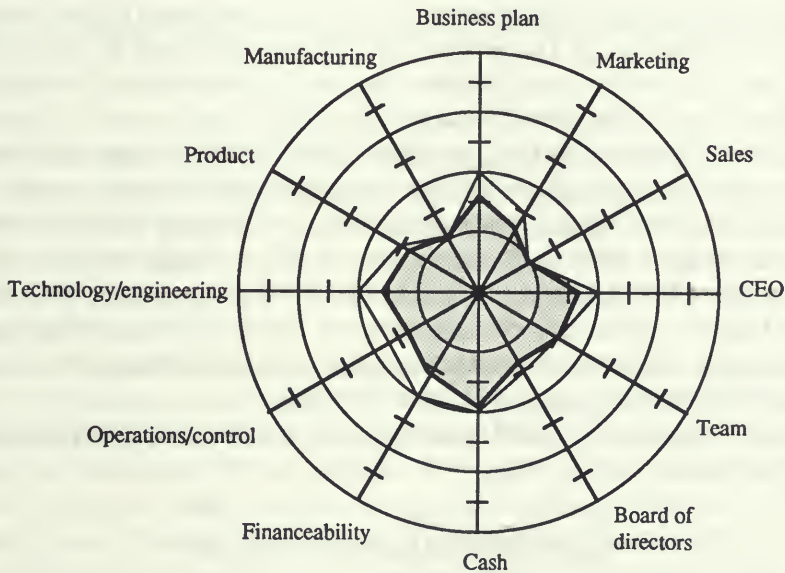 Business plan
Manufacturing
Marketing
Product
Sales
Technology/engineering
CEO
Operations/control
Team
Financeability
Board of
directors
Cash